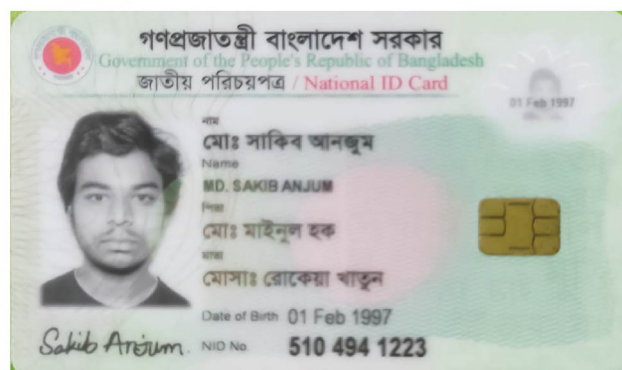 গণপ্রজাতন্ত্রী বাংলাদেশ সরকার
Government of the People's Republic of Bangladesh
জাতীয় পরিচয়পত্র / National ID Card
01 Feb 1997
নাম
মোঃ সাকিব আনজুম
Name
MD. SAKIB ANJUM
পিতা
মোঃ মাইনুল হক
মাতা
মোসাঃ রোকেয়া খাতুন
Date of Birth 01 Feb 1997
Sakib Anjum. NID No. 510 494 1223